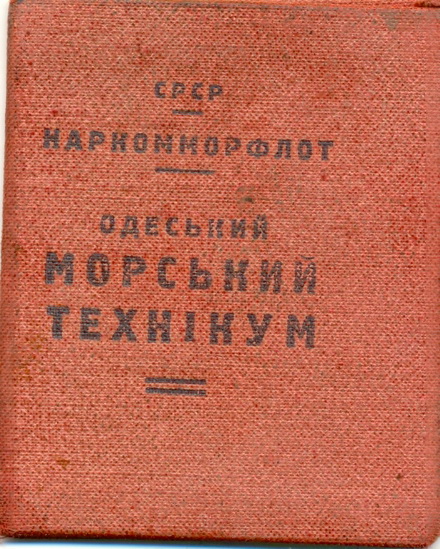 СРСР
НАРКОММОРФЛОТ
ОДЕСЬКИЙ
МОРСЬКИЙ
ТЕХНІКУМ